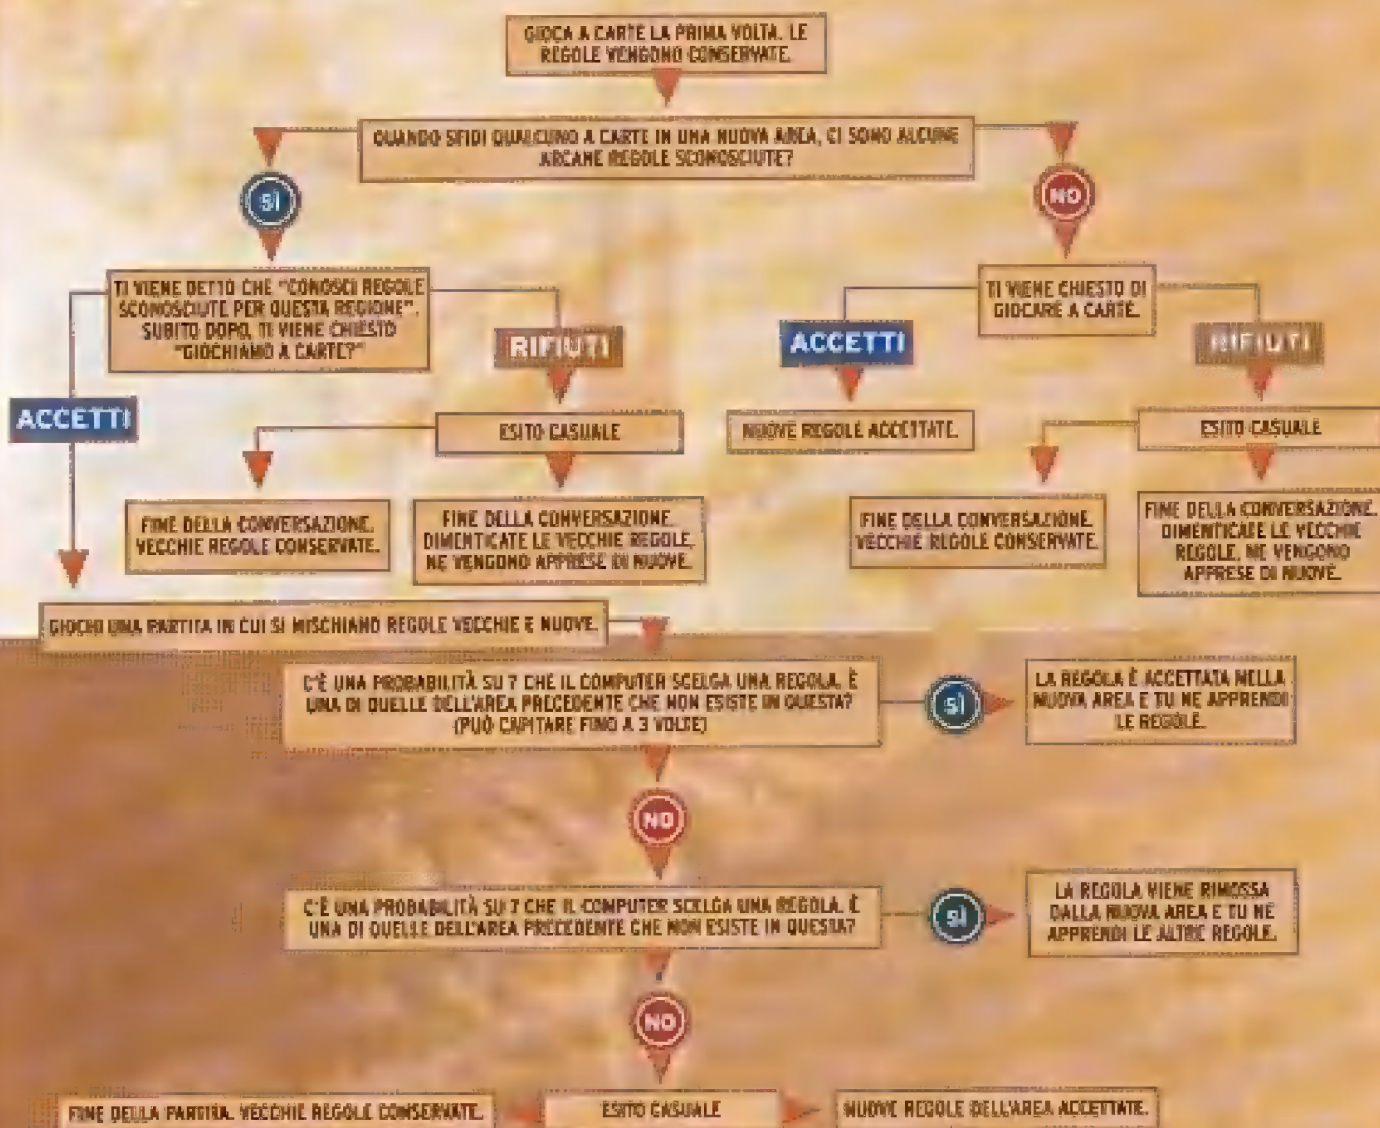 GIOCA A CARTE LA PRIMA VOLTA. LE
REGOLE VENGONO CONSERVATE.
QUANDO SFIDI QUALCUNO A CARTE IN UNA NUOVA AREA, CI SONO ALCUNE
ARCANE REGOLE SCONOSCIUTE?
SÌ
NO
TI VIENE DETTO CHE "CONOSCI REGOLE
SCONOSCIUTE PER QUESTA REGIONE".
SUBITO DOPO, TI VIENE CHIESTO
"GIOCHIAMO A CARTE?"
TI VIENE CHIESTO DI
GIOCARE A CARTE.
RIFIUTI
ACCETTI
RIFIUTI
ACCETTI
ESITO CASUALE
NUOVE REGOLE ACCETTATE.
ESITO CASUALE
FINE DELLA CONVERSAZIONE.
VECCHIE REGOLE CONSERVATE.
FINE DELLA CONVERSAZIONE.
DIMENTICATE LE VECCHIE REGOLE,
NE VENGONO APPRESE DI NUOVE.
FINE DELLA CONVERSAZIONE.
VECCHIE REGOLE CONSERVATE.
FINE DELLA CONVERSAZIONE.
DIMENTICATE LE VECCHIE
REGOLE, NE VENGONO
APPRESE DI NUOVE.
GIOCHI UNA PARTITA IN CUI SI MISCHIANO REGOLE VECCHIE E NUOVE.
C'È UNA PROBABILITÀ SU 7 CHE IL COMPUTER SCELGA UNA REGOLA. È
UNA DI QUELLE DELL'AREA PRECEDENTE CHE NON ESISTE IN QUESTA?
(PUÒ CAPITARE FINO A 3 VOLTE)
SÌ
LA REGOLA È ACCETTATA NELLA
NUOVA AREA E TU NE APPRENDI
LE REGOLE.
NO
C'È UNA PROBABILITÀ SU 7 CHE IL COMPUTER SCELGA UNA REGOLA. È
UNA DI QUELLE DELL'AREA PRECEDENTE CHE NON ESISTE IN QUESTA?
SÌ
LA REGOLA VIENE RIMOSSA
DALLA NUOVA AREA E TU NE
APPRENDI LE ALTRE REGOLE.
NO
FINE DELLA PARTITA. VECCHIE REGOLE CONSERVATE.
ESITO CASUALE
NUOVE REGOLE DELL'AREA ACCETTATE.